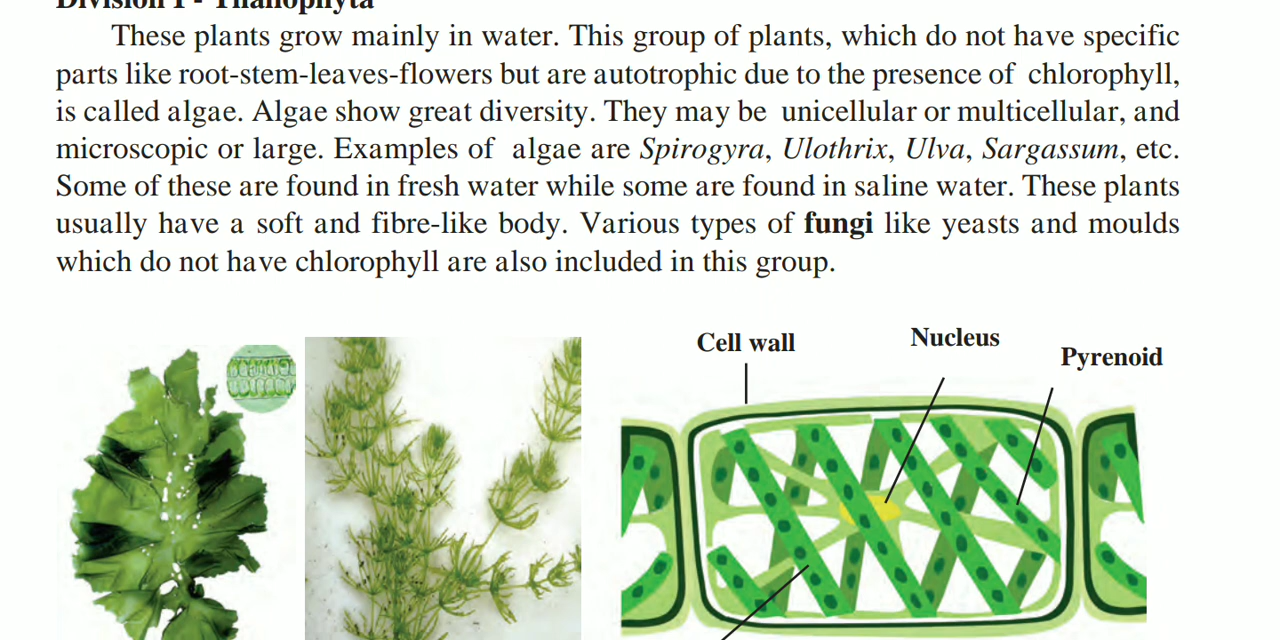 Division I - Thallophyta
These plants grow mainly in water. This group of plants, which do not have specific
parts like root-stem-leaves-flowers but are autotrophic due to the presence of chlorophyll,
is called algae. Algae show great diversity. They may be unicellular or multicellular, and
microscopic or large. Examples of algae are Spirogyra, Ulothrix, Ulva, Sargassum, etc.
Some of these are found in fresh water while some are found in saline water. These plants
usually have a soft and fibre-like body. Various types of fungi like yeasts and moulds
which do not have chlorophyll are also included in this group.
Cell wall
Nucleus
Pyrenoid